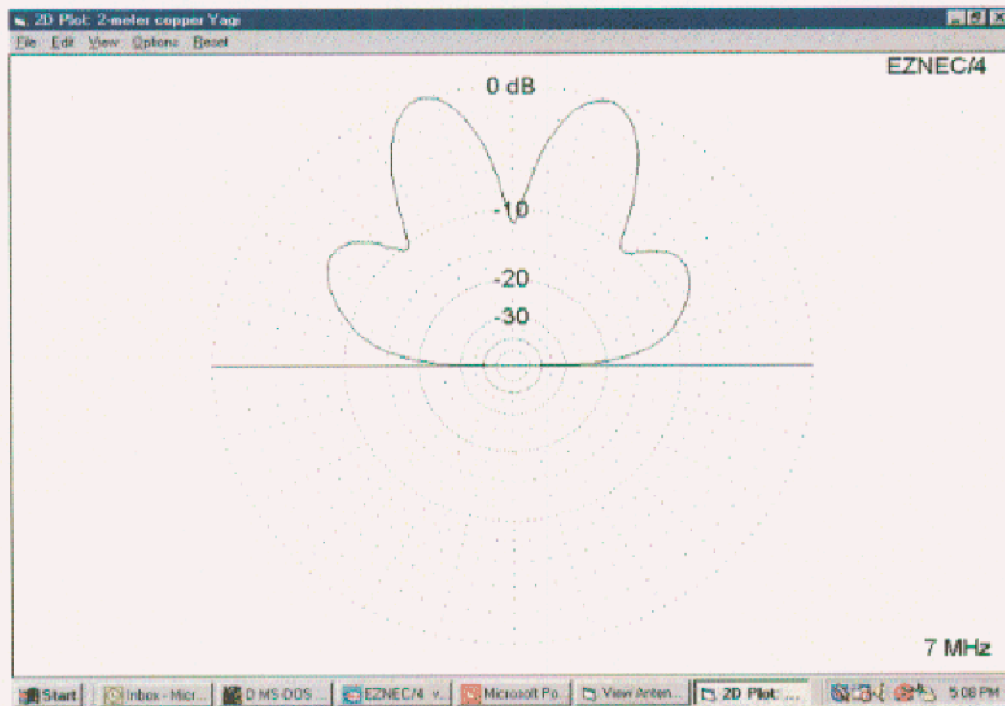 2D Plot: 2-meter copper Yagi
File Edit View Options Reset
EZNEC/4
0 dB
-10
-20
-30
7 MHz
Start Inbox - Micr... MS-DOS ... EZNEC/4 v... Microsoft Po... View Anten... 2D Plot: ... 5:08 PM